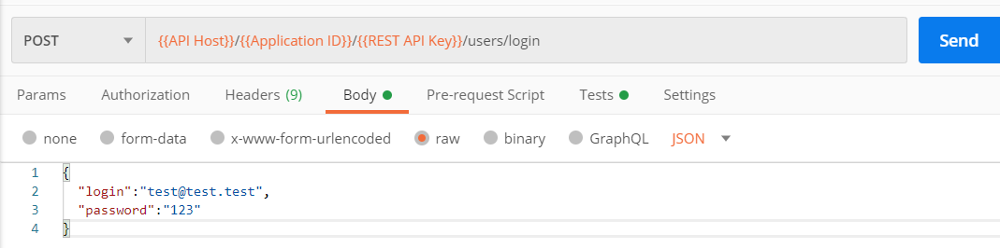 POST {{API Host}}/{{Application ID}}/{{REST API Key}}/users/login Send
Params Authorization Headers (9) Body Pre-request Script Tests Settings
none form-data x-www-form-urlencoded raw binary GraphQL JSON
1 {
2 "login":"test@test.test",
3 "password":"123"
4 }